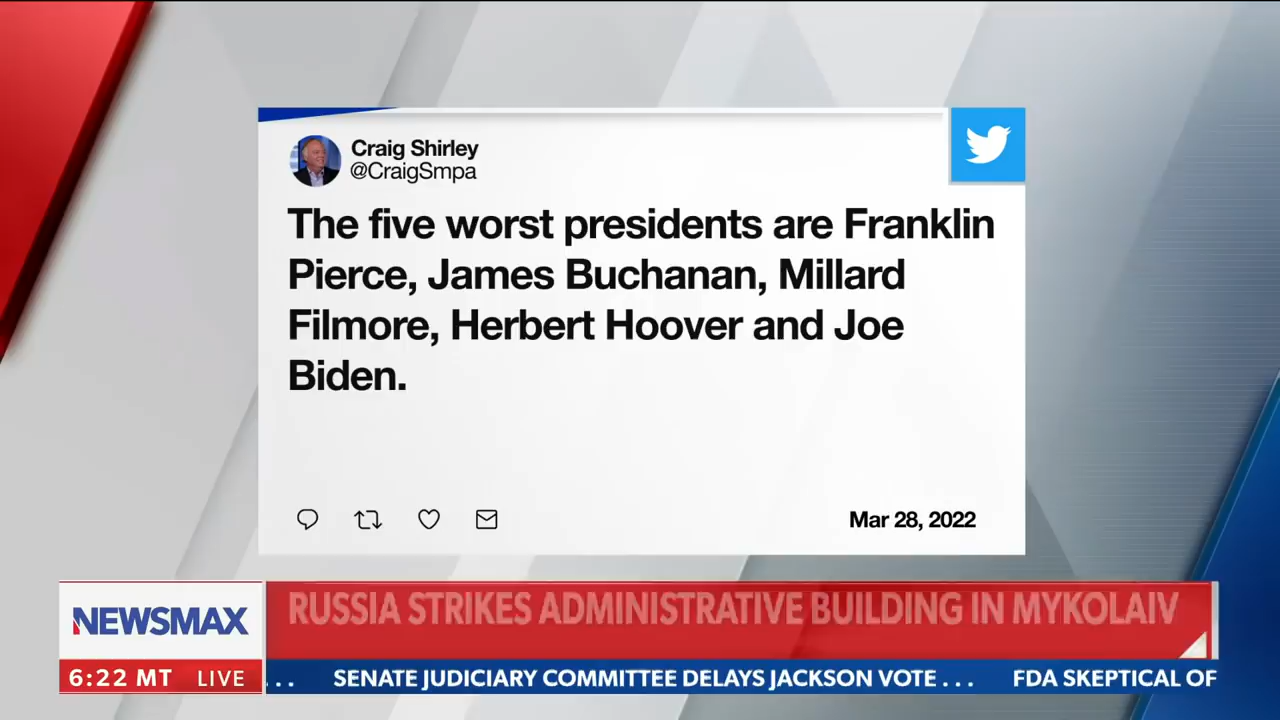 Craig Shirley
@CraigSmpa
The five worst presidents are Franklin
Pierce, James Buchanan, Millard
Filmore, Herbert Hoover and Joe
Biden.
Mar 28, 2022
NEWSMAX
RUSSIA STRIKES ADMINISTRATIVE BUILDING IN MYKOLAIV
6:22 MT LIVE
. . . SENATE JUDICIARY COMMITTEE DELAYS JACKSON VOTE . . . FDA SKEPTICAL OF